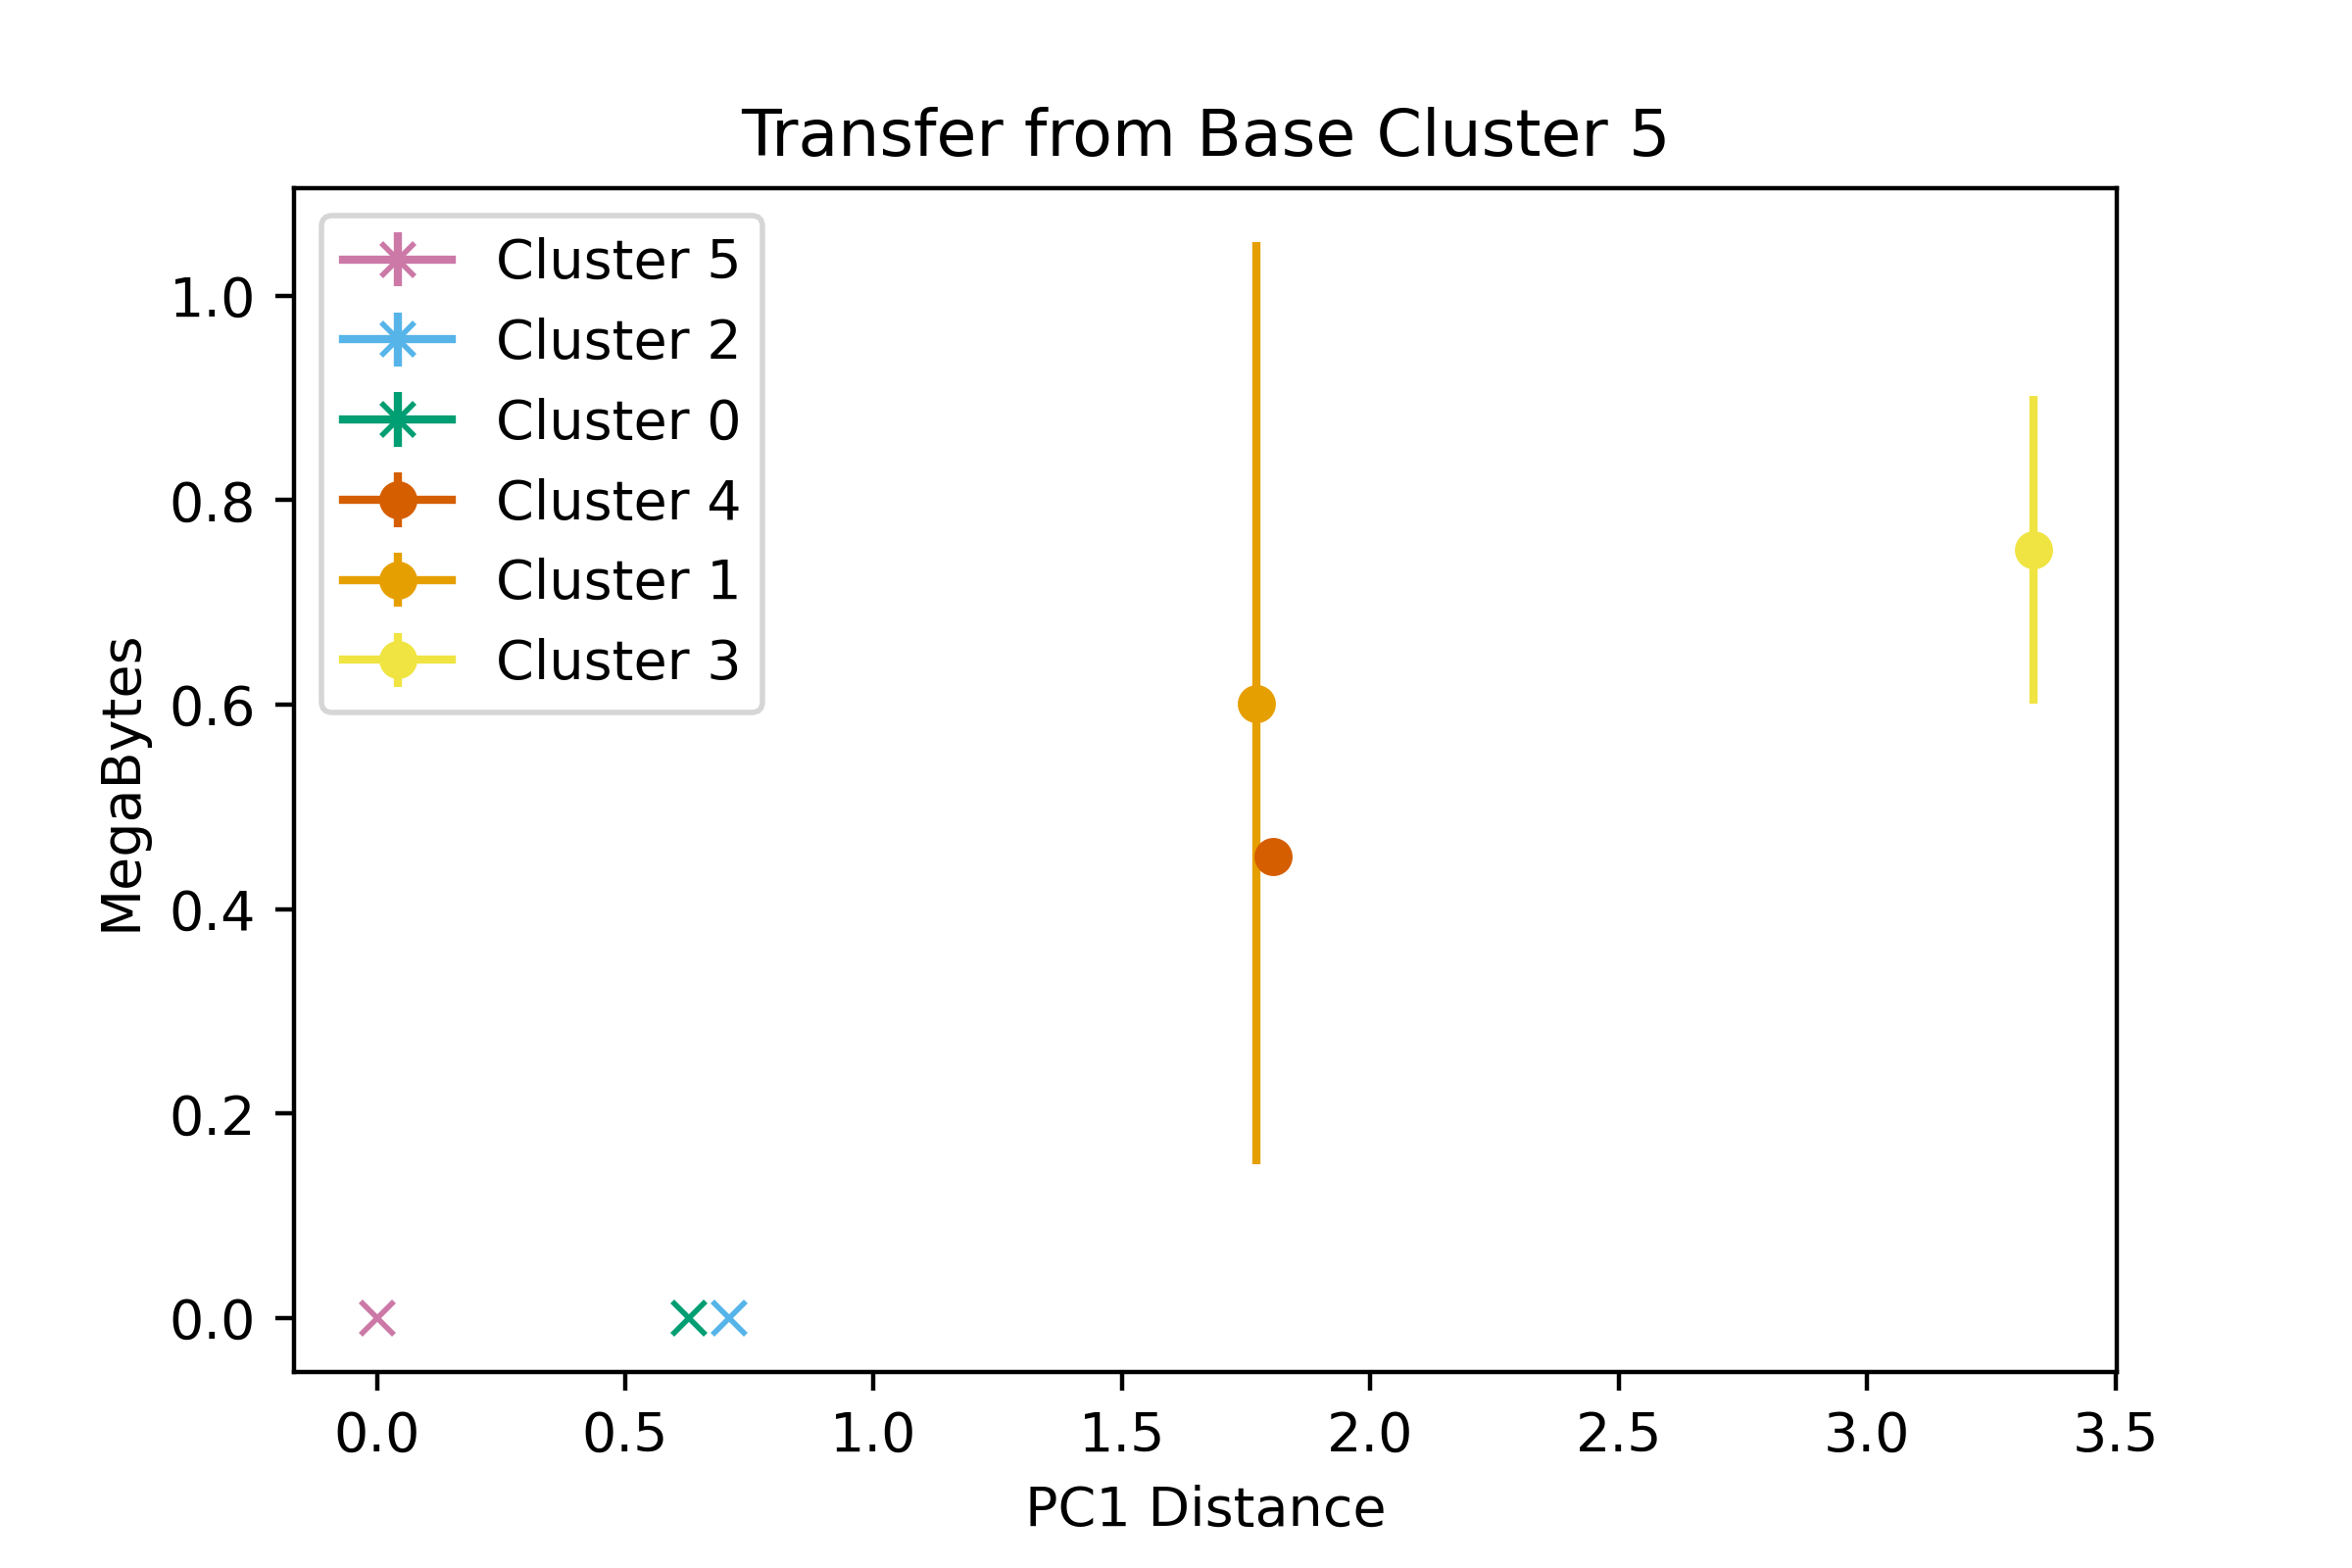 Transfer from Base Cluster 5
Cluster 5
Cluster 2
Cluster 0
Cluster 4
Cluster 1
Cluster 3
MegaBytes
1.0
0.8
0.6
0.4
0.2
0.0
0.0 0.5 1.0 1.5 2.0 2.5 3.0 3.5
PC1 Distance